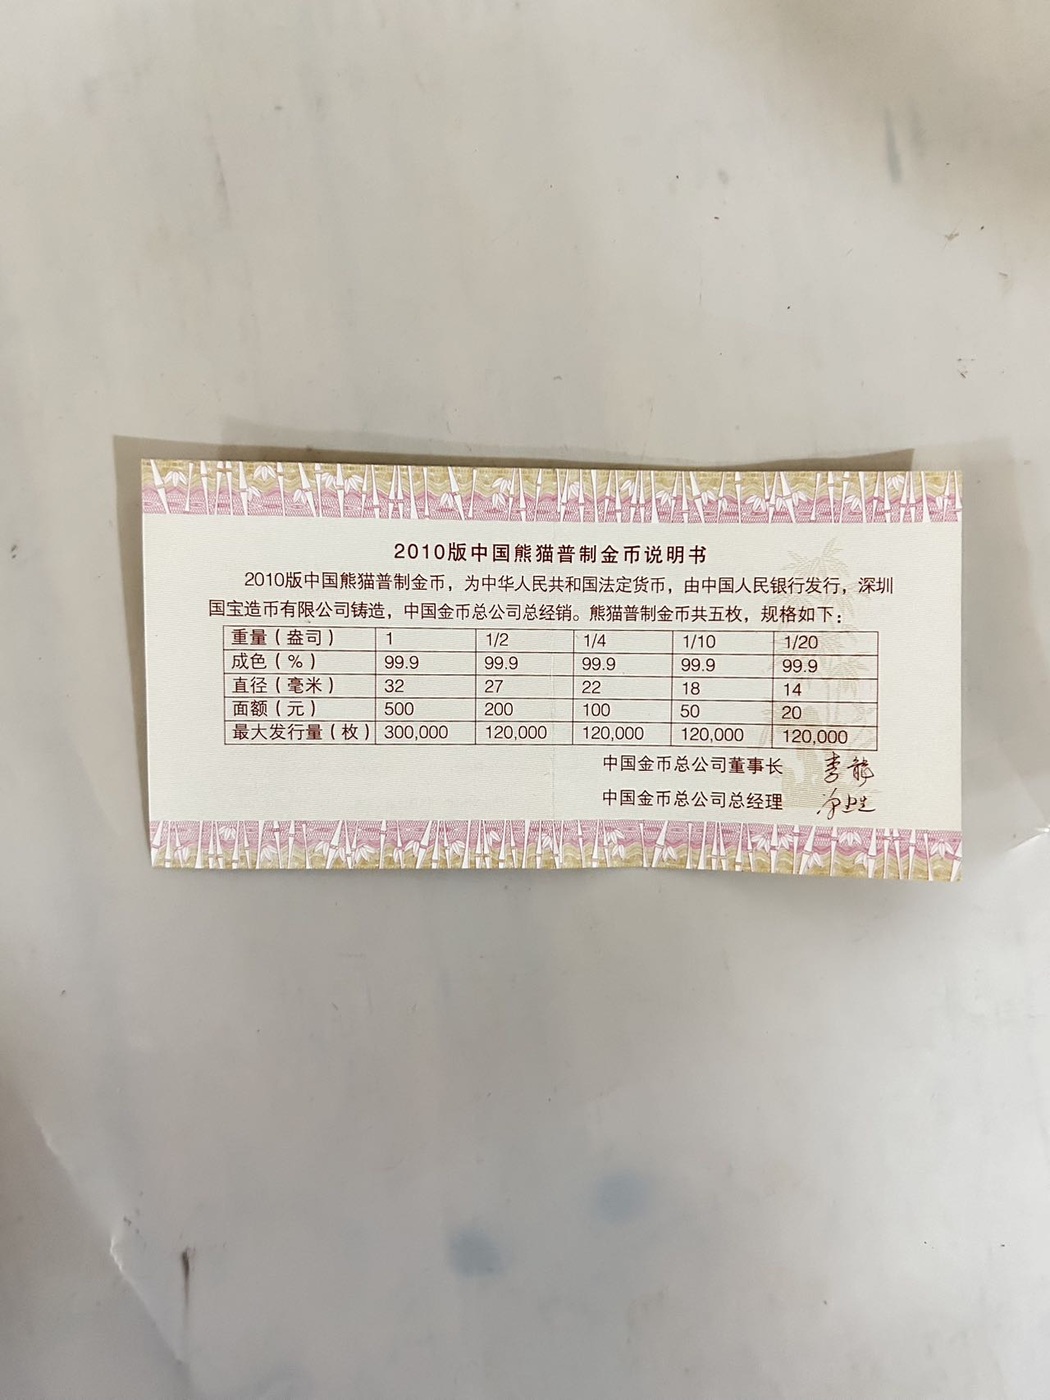 2010版中国熊猫普制金币说明书
2010版中国熊猫普制金币，为中华人民共和国法定货币，由中国人民银行发行，深圳
国宝造币有限公司铸造，中国金币总公司总经销。熊猫普制金币共五枚，规格如下：
重量（盎司） 1 1/2 1/4 1/10 1/20
成色（%） 99.9 99.9 99.9 99.9 99.9
直径（毫米） 32 27 22 18 14
面额（元） 500 200 100 50 20
最大发行量（枚） 300,000 120,000 120,000 120,000 120,000
中国金币总公司董事长
中国金币总公司总经理